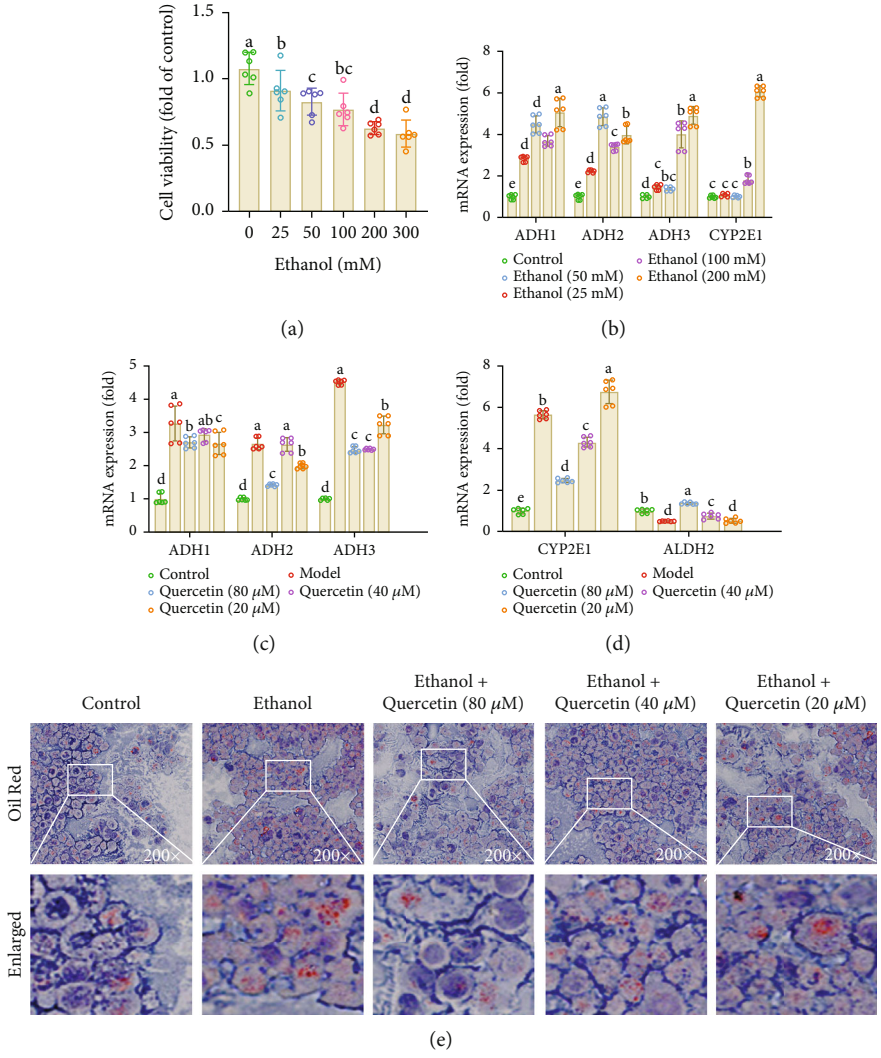 1.5
1.0
0.5
0.0
Cell viability (fold of control)
a
b
c
bc
d
d
0 25 50 100 200 300
Ethanol (mM)
(a)
8
6
4
2
0
mRNA expression (fold)
e d d c a
e d a c b
d c bc b a
c c c b a
ADH1 ADH2 ADH3 CYP2E1
Control
Ethanol (50 mM)
Ethanol (25 mM)
Ethanol (100 mM)
Ethanol (200 mM)
(b)
5
4
3
2
1
0
mRNA expression (fold)
d a b ab c
d a c a b
d a c c b
ADH1 ADH2 ADH3
Control
Quercetin (80 μM)
Quercetin (20 μM)
Model
Quercetin (40 μM)
(c)
8
6
4
2
0
mRNA expression (fold)
e b d c a
b d a c d
CYP2E1 ALDH2
Control
Quercetin (80 μM)
Quercetin (20 μM)
Model
Quercetin (40 μM)
(d)
Control
Ethanol
Ethanol +
Quercetin (80 μM)
Ethanol +
Quercetin (40 μM)
Ethanol +
Quercetin (20 μM)
Oil Red
200×
200×
200×
200×
200×
Enlarged
(e)